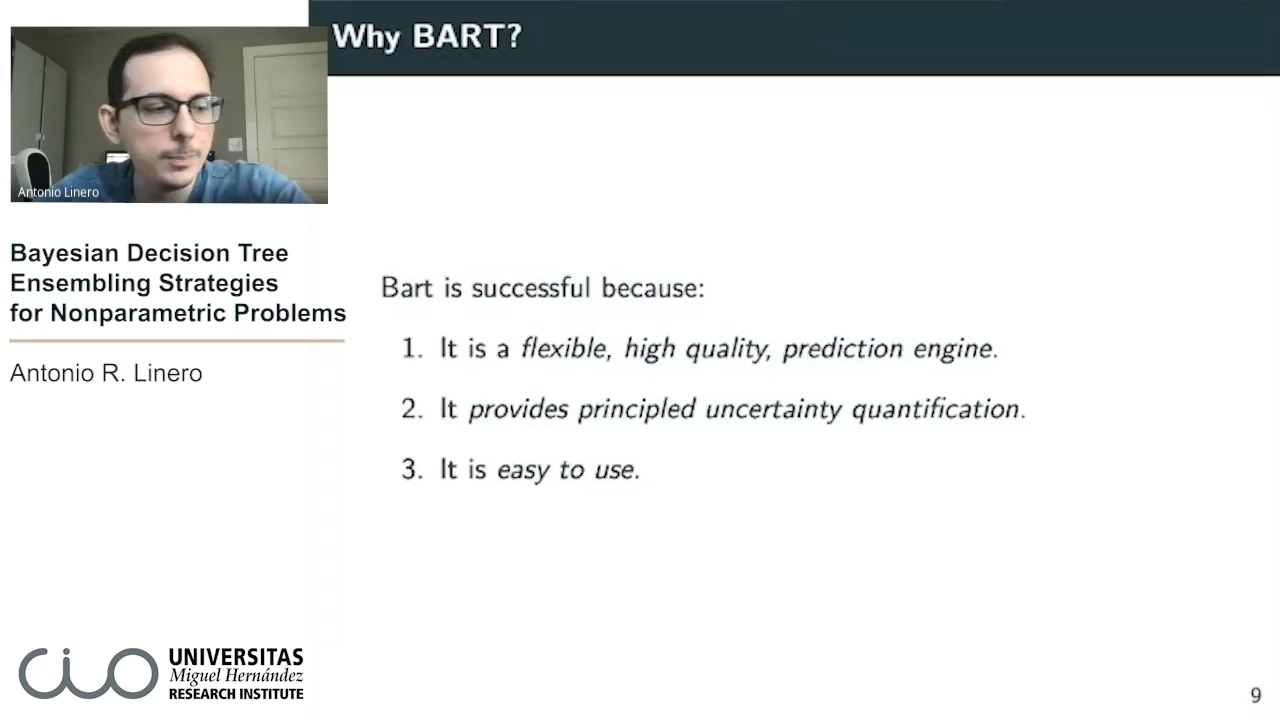 Why BART?
Antonio Linero
Bayesian Decision Tree
Ensembling Strategies
for Nonparametric Problems
Antonio R. Linero
Bart is successful because:
1. It is a flexible, high quality, prediction engine.
2. It provides principled uncertainty quantification.
3. It is easy to use.
cio
UNIVERSITAS
Miguel Hernández
RESEARCH INSTITUTE
9